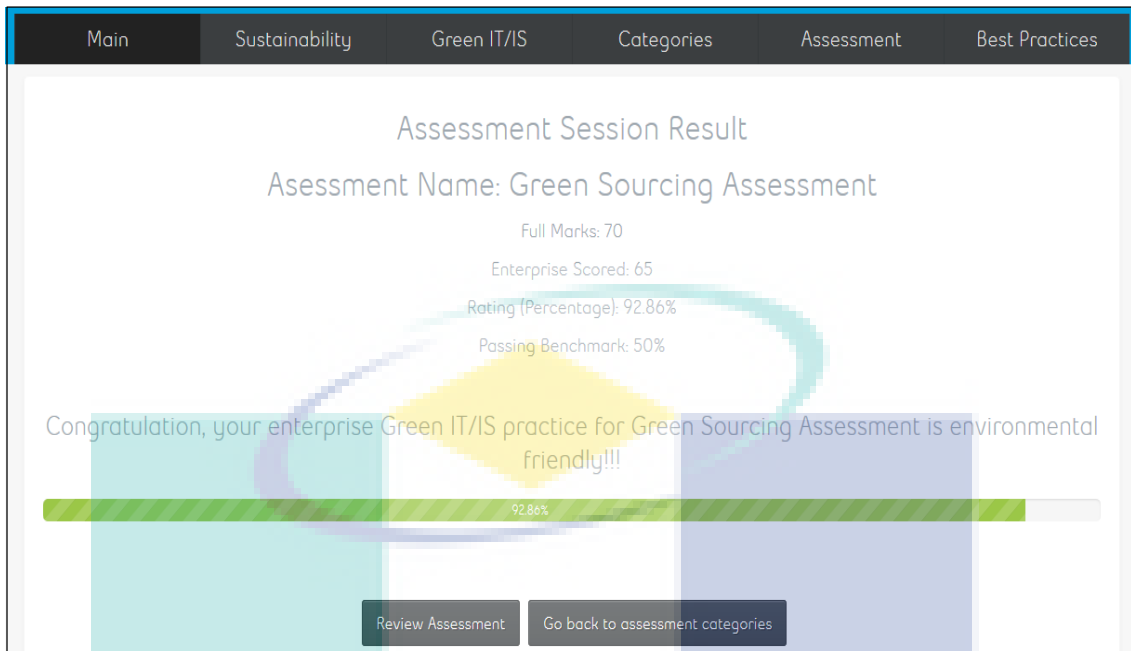 Main Sustainability Green IT/IS Categories Assessment Best Practices
Assessment Session Result
Asessment Name: Green Sourcing Assessment
Full Marks: 70
Enterprise Scored: 65
Rating (Percentage): 92.86%
Passing Benchmark: 50%
Congratulation, your enterprise Green IT/IS practice for Green Sourcing Assessment is environmental
friendly!!!
92.86%
Review Assessment Go back to assessment categories